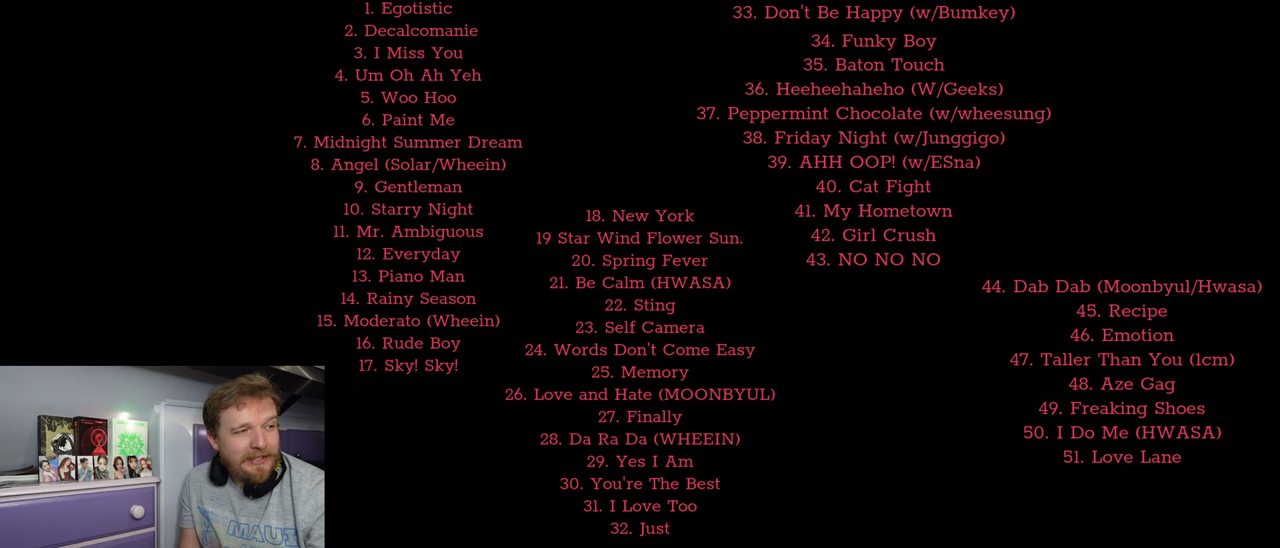 1. Egotistic
2. Decalcomanie
3. I Miss You
4. Um Oh Ah Yeh
5. Woo Hoo
6. Paint Me
7. Midnight Summer Dream
8. Angel (Solar/Wheein)
9. Gentleman
10. Starry Night
11. Mr. Ambiguous
12. Everyday
13. Piano Man
14. Rainy Season
15. Moderato (Wheein)
16. Rude Boy
17. Sky! Sky!
18. New York
19 Star Wind Flower Sun.
20. Spring Fever
21. Be Calm (HWASA)
22. Sting
23. Self Camera
24. Words Don't Come Easy
25. Memory
26. Love and Hate (MOONBYUL)
27. Finally
28. Da Ra Da (WHEEIN)
29. Yes I Am
30. You're The Best
31. I Love Too
32. Just
33. Don't Be Happy (w/Bumkey)
34. Funky Boy
35. Baton Touch
36. Heeheehaheho (W/Geeks)
37. Peppermint Chocolate (w/wheesung)
38. Friday Night (w/Junggigo)
39. AHH OOP! (w/ESna)
40. Cat Fight
41. My Hometown
42. Girl Crush
43. NO NO NO
44. Dab Dab (Moonbyul/Hwasa)
45. Recipe
46. Emotion
47. Taller Than You (1cm)
48. Aze Gag
49. Freaking Shoes
50. I Do Me (HWASA)
51. Love Lane
MAUI